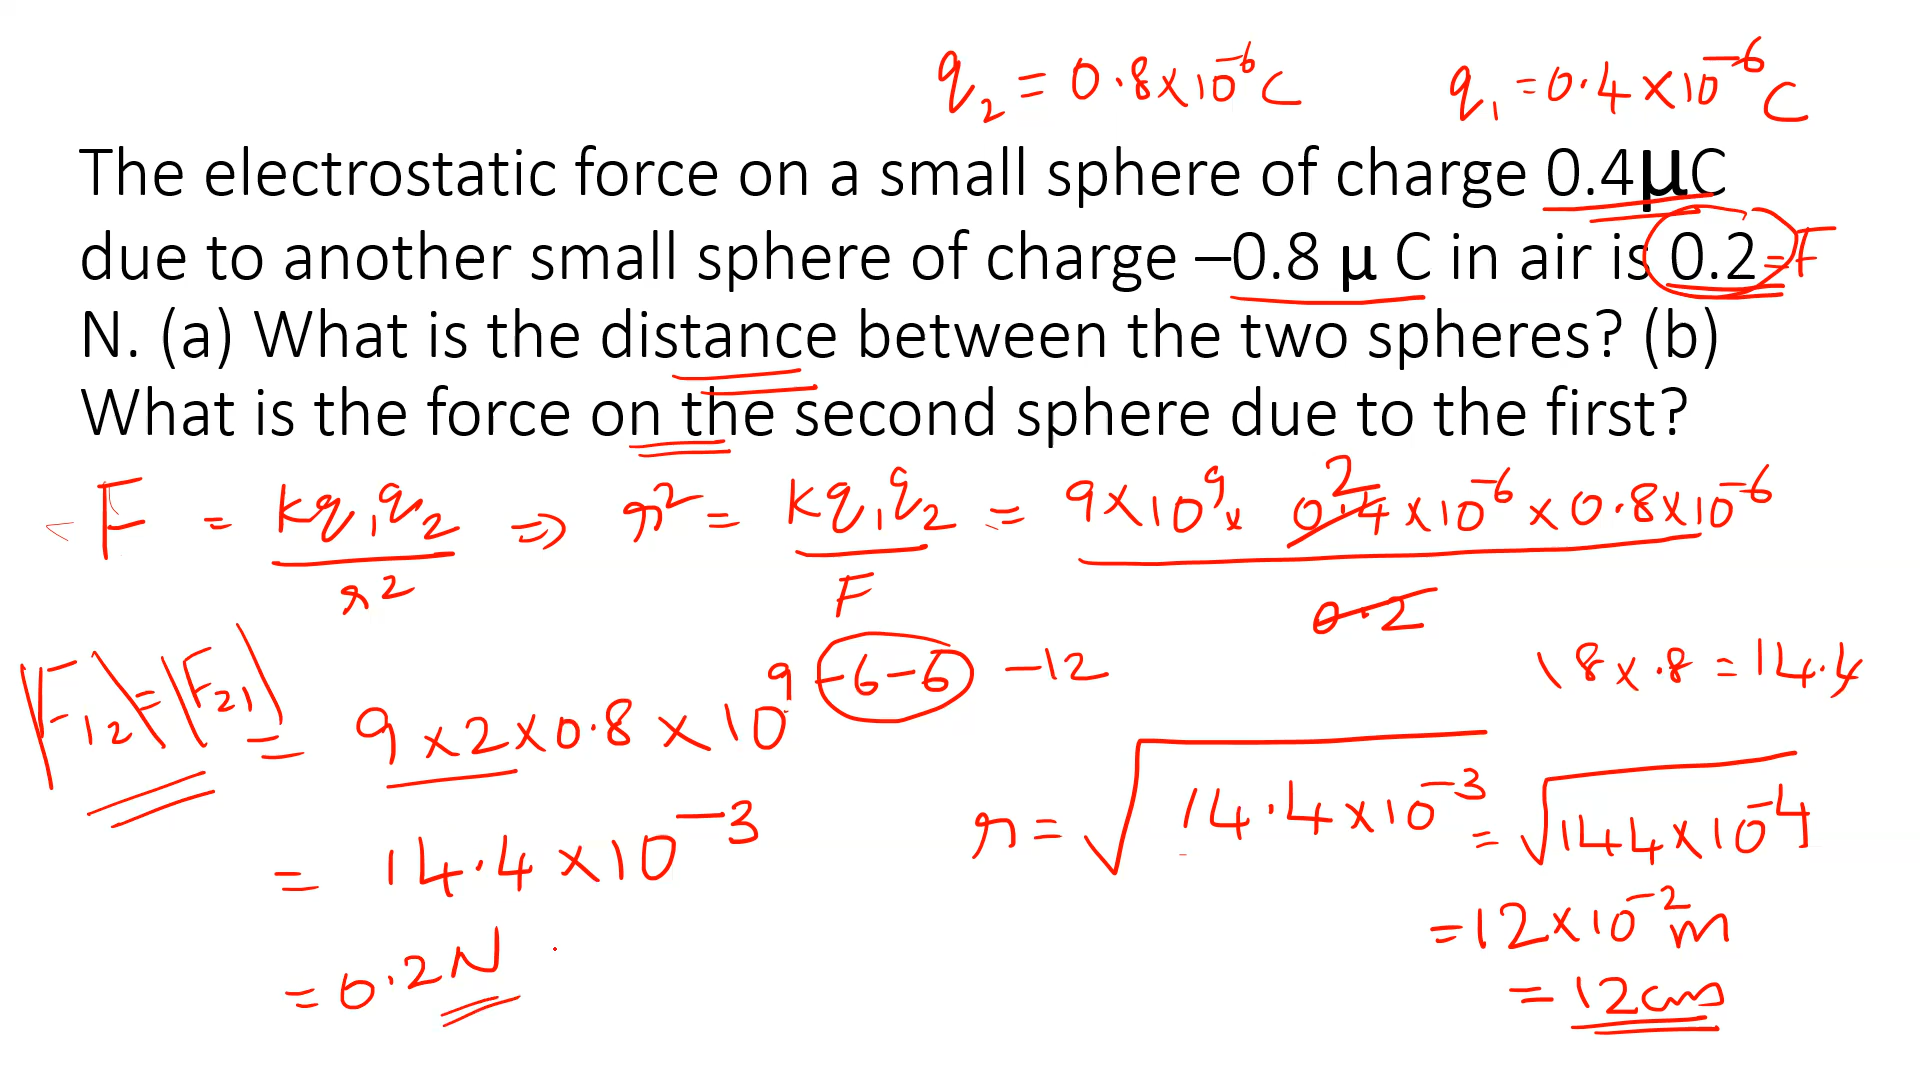 q₂ = 0.8×10⁻⁶C q₁ = 0.4×10⁻⁶C
The electrostatic force on a small sphere of charge 0.4μC
due to another small sphere of charge –0.8 μ C in air is 0.2 = F
N. (a) What is the distance between the two spheres? (b)
What is the force on the second sphere due to the first?
F = kq₁q₂/r² ⇒ r² = kq₁q₂/F = 9×10⁹ × 0.4×10⁻⁶ × 0.8×10⁻⁶ / 0.2
2
|F₁₂| = |F₂₁|
= 9×2×0.8×10⁹⁻⁶⁻⁶ -12
18×.8 = 14.4
= 14.4×10⁻³
r = √14.4×10⁻³ = √144×10⁻⁴
= 12×10⁻²m
= 0.2N
= 12cms